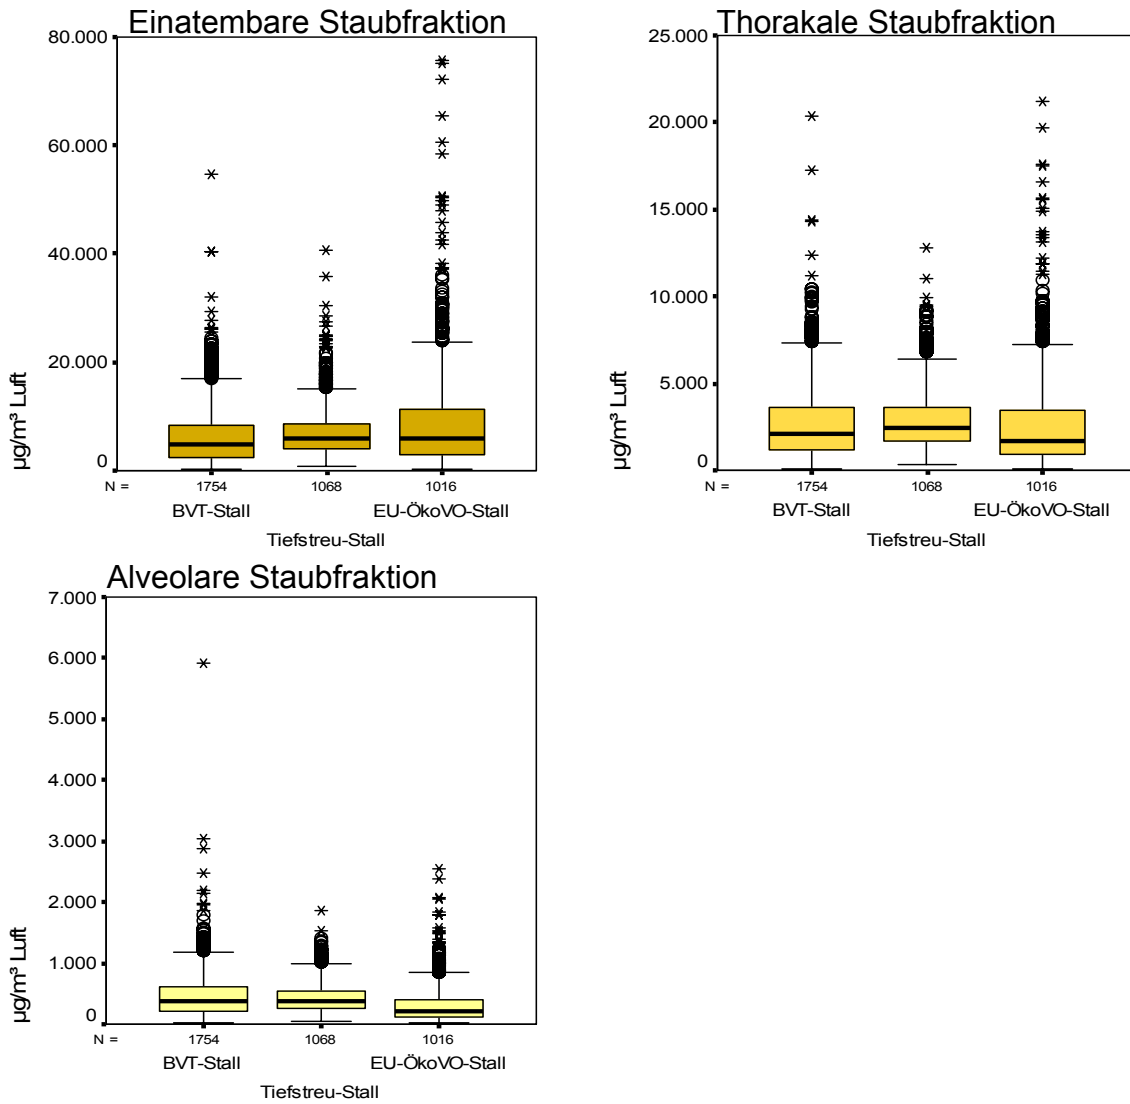 Einatembare Staubfraktion
80.000
60.000
40.000
20.000
0
µg/m³ Luft
N = 1754 1068 1016
BVT-Stall EU-ÖkoVO-Stall
Tiefstreu-Stall
Thorakale Staubfraktion
25.000
20.000
15.000
10.000
5.000
0
µg/m³ Luft
N = 1754 1068 1016
BVT-Stall EU-ÖkoVO-Stall
Tiefstreu-Stall
Alveolare Staubfraktion
7.000
6.000
5.000
4.000
3.000
2.000
1.000
0
µg/m³ Luft
N = 1754 1068 1016
BVT-Stall EU-ÖkoVO-Stall
Tiefstreu-Stall